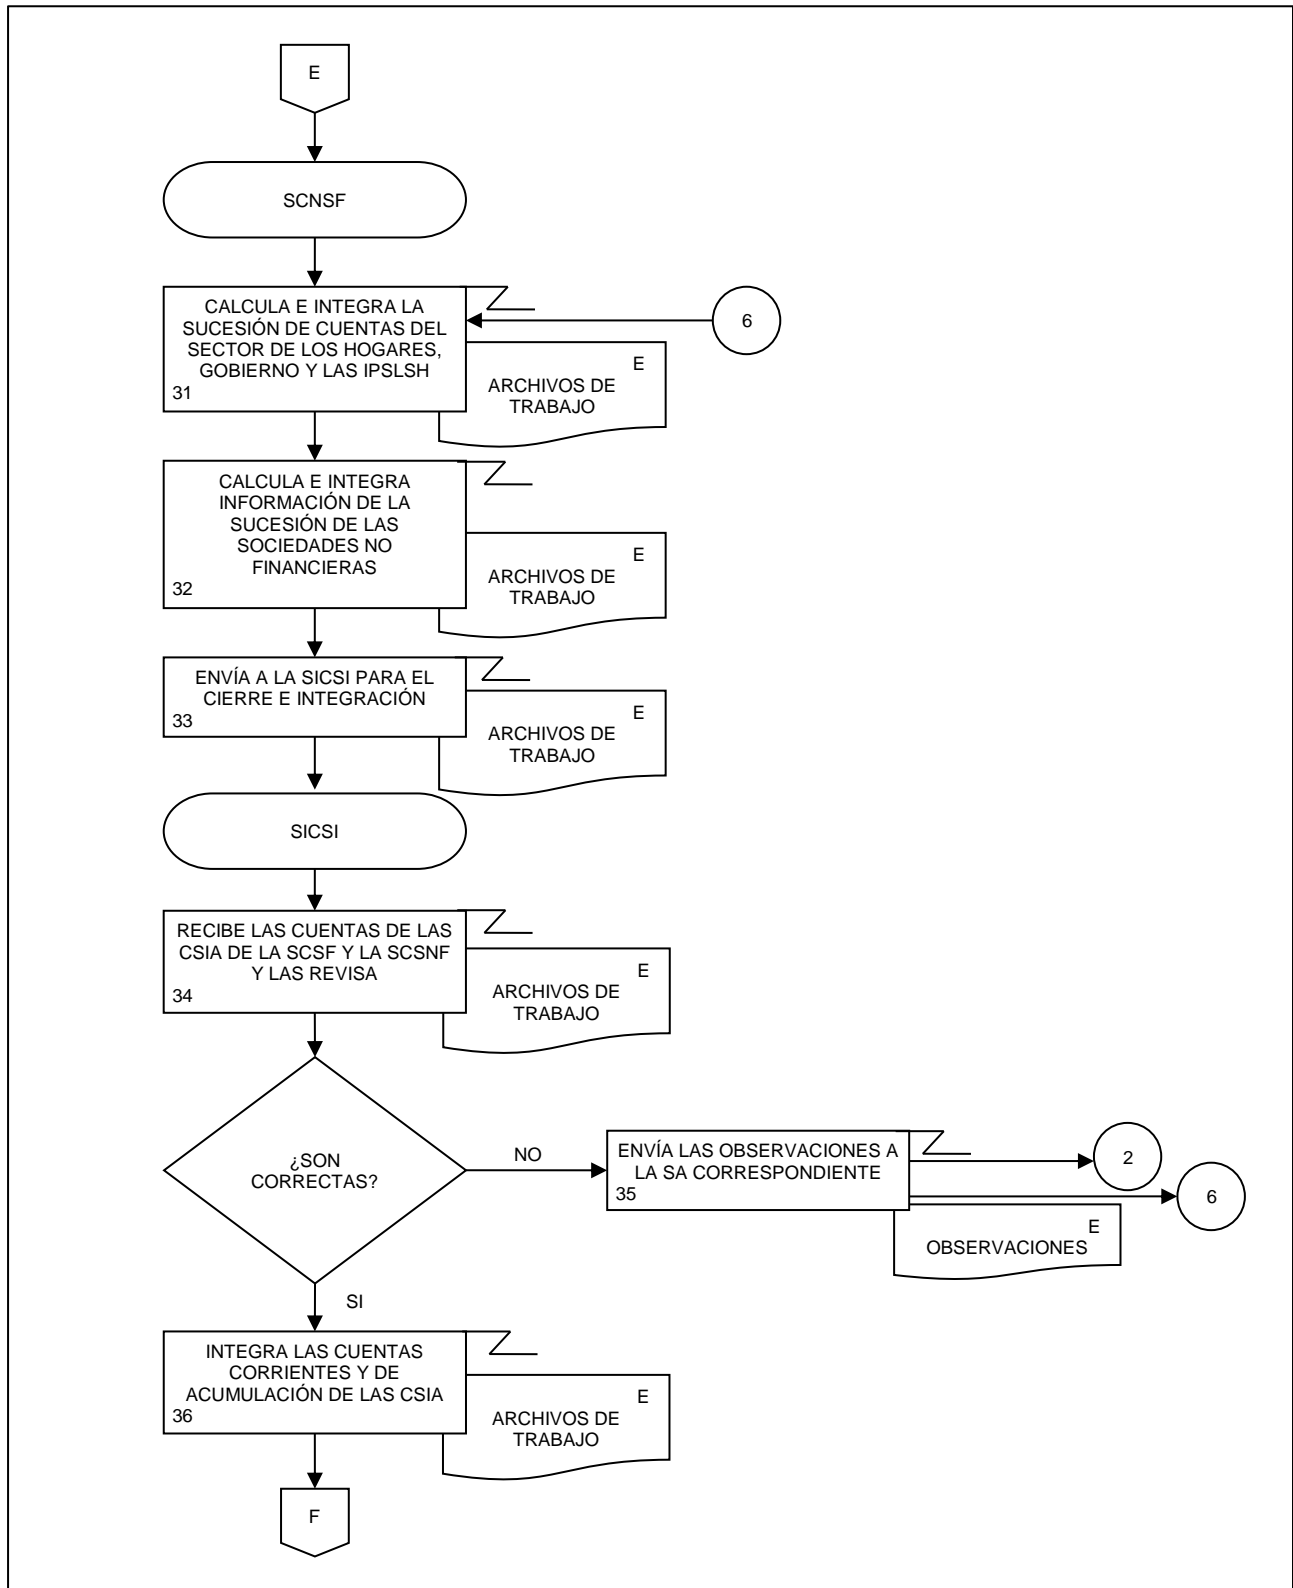 E
SCNSF
CALCULA E INTEGRA LA
SUCESIÓN DE CUENTAS DEL
SECTOR DE LOS HOGARES,
GOBIERNO Y LAS IPSLSH
31
6
E
ARCHIVOS DE
TRABAJO
CALCULA E INTEGRA
INFORMACIÓN DE LA
SUCESIÓN DE LAS
SOCIEDADES NO
FINANCIERAS
32
E
ARCHIVOS DE
TRABAJO
ENVÍA A LA SICSI PARA EL
CIERRE E INTEGRACIÓN
33
E
ARCHIVOS DE
TRABAJO
SICSI
RECIBE LAS CUENTAS DE LAS
CSIA DE LA SCSF Y LA SCSNF
Y LAS REVISA
34
E
ARCHIVOS DE
TRABAJO
¿SON
CORRECTAS?
NO
ENVÍA LAS OBSERVACIONES A
LA SA CORRESPONDIENTE
35
2
6
E
OBSERVACIONES
SI
INTEGRA LAS CUENTAS
CORRIENTES Y DE
ACUMULACIÓN DE LAS CSIA
36
E
ARCHIVOS DE
TRABAJO
F